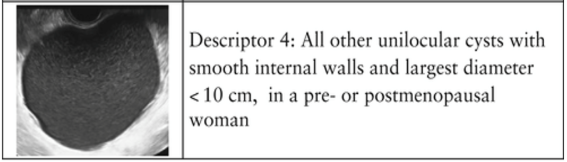 Descriptor 4: All other unilocular cysts with
smooth internal walls and largest diameter
< 10 cm, in a pre- or postmenopausal
woman